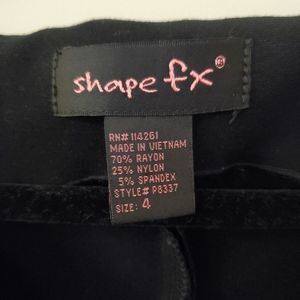 shape fx®
RN# 114261
MADE IN VIETNAM
70% RAYON
25% NYLON
5% SPANDEX
STYLE# P8337
SIZE: 4